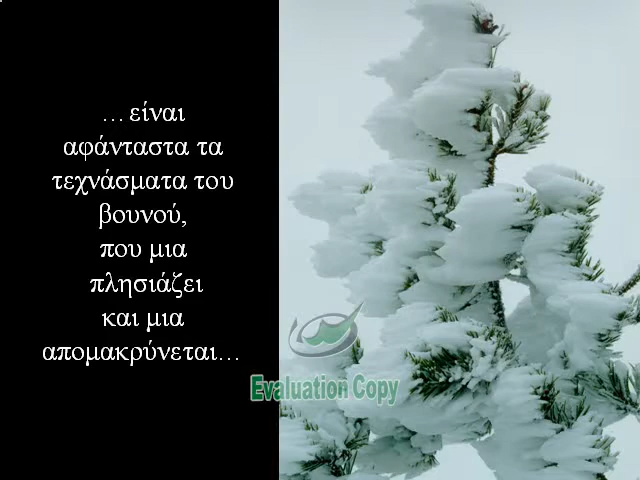 …είναι
αφάνταστα τα
τεχνάσματα του
βουνού,
που μια
πλησιάζει
και μια
απομακρύνεται…
Evaluation Copy